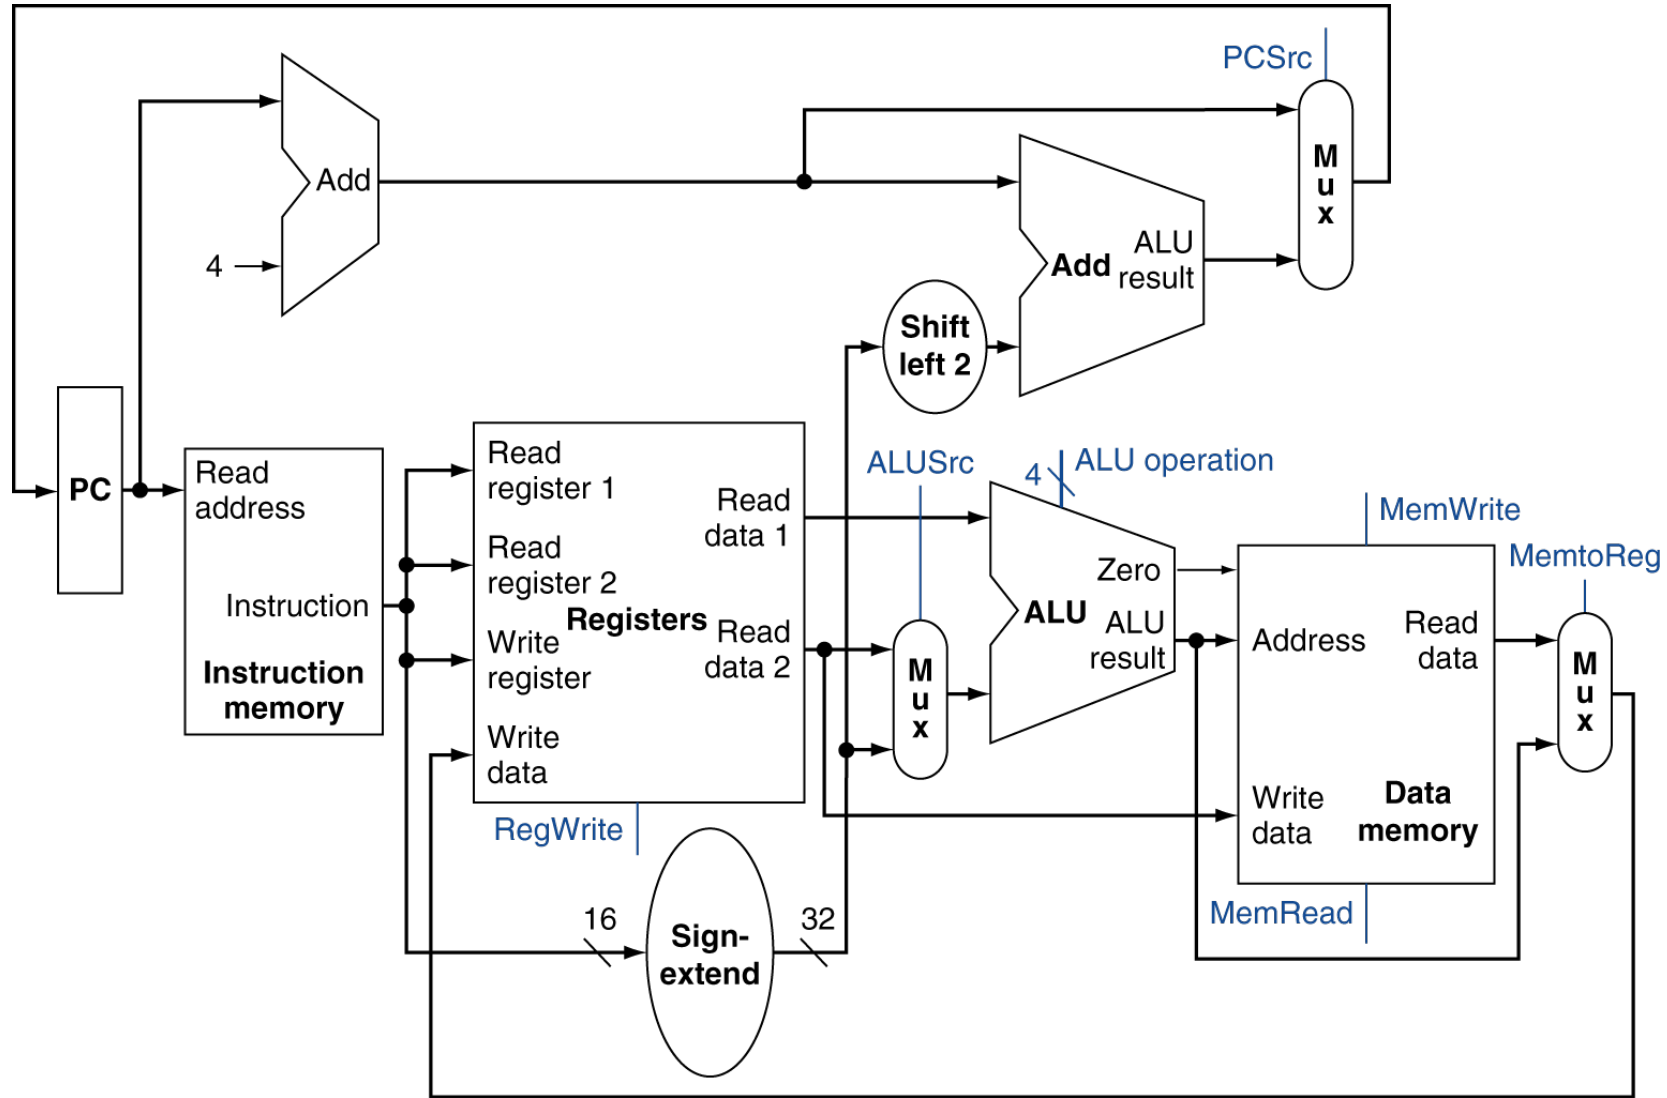 PCSrc
M
u
x
Add
4
Add
ALU
result
Shift
left 2
PC
Read
address
Instruction
Instruction
memory
Read
register 1
Read
register 2
Write
register
Write
data
Registers
Read
data 1
Read
data 2
RegWrite
16
Sign-
extend
32
ALUSrc
M
u
x
4
ALU operation
Zero
ALU
ALU
result
MemWrite
Address
Read
data
Write
data
Data
memory
MemRead
MemtoReg
M
u
x